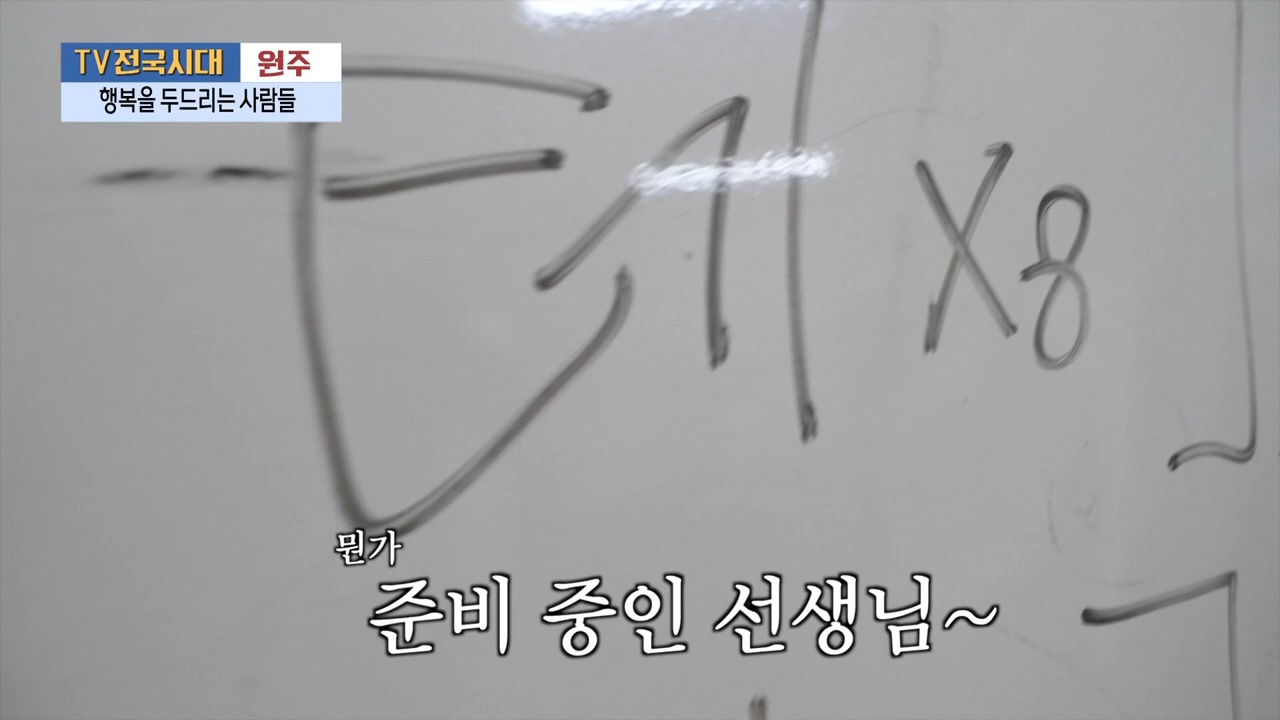 TV전국시대 원주
행복을 두드리는 사람들
X8
뭔가
준비 중인 선생님~